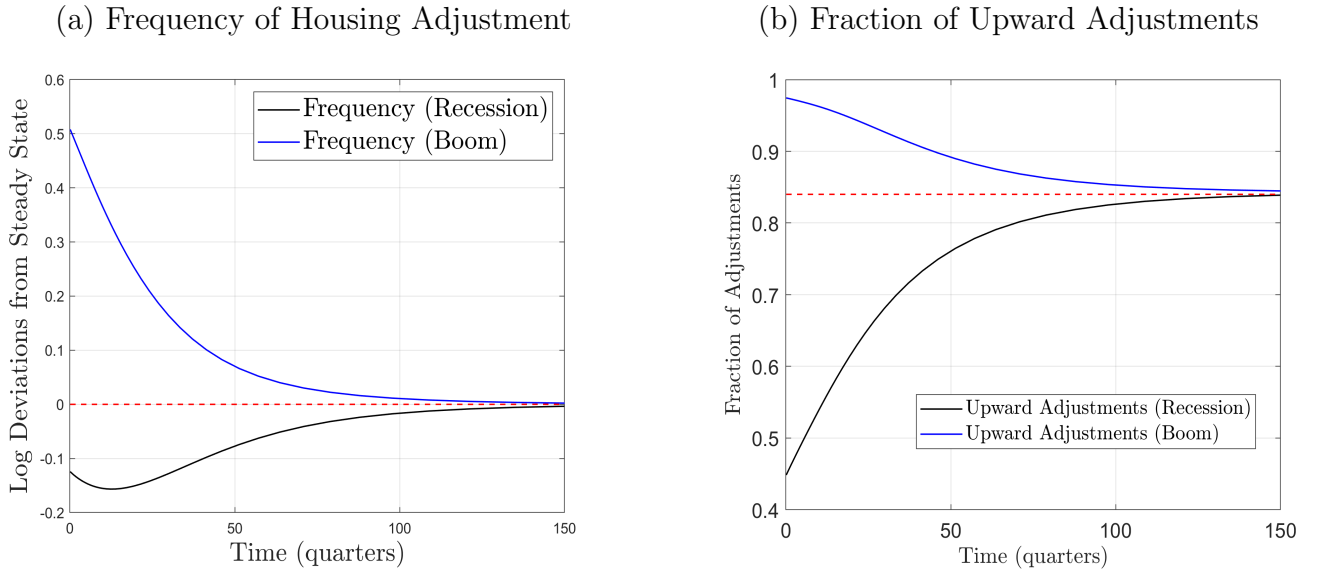 (a) Frequency of Housing Adjustment
Log Deviations from Steady State
0.6
0.5
0.4
0.3
0.2
0.1
0
-0.1
-0.2
Frequency (Recession)
Frequency (Boom)
0 50 100 150
Time (quarters)
(b) Fraction of Upward Adjustments
Fraction of Adjustments
1
0.9
0.8
0.7
0.6
0.5
0.4
Upward Adjustments (Recession)
Upward Adjustments (Boom)
0 50 100 150
Time (quarters)